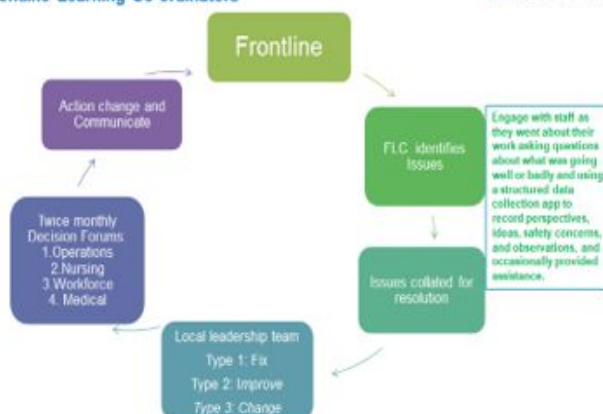 Learning Co-ordinators
Frontline
Action change and
Communicate
FLC identifies
Issues
Engage with staff as
they went about their
work asking questions
about what was going
well or badly and using
a structured data
collection app to
record perspectives,
ideas, safety concerns,
and observations, and
occasionally provided
assistance.
Twice monthly
Decision Forums
1.Operations
2.Nursing
3.Workforce
4. Medical
Issues collated for
resolution
Local leadership team
Type 1: Fix
Type 2: Improve
Type 3: Change